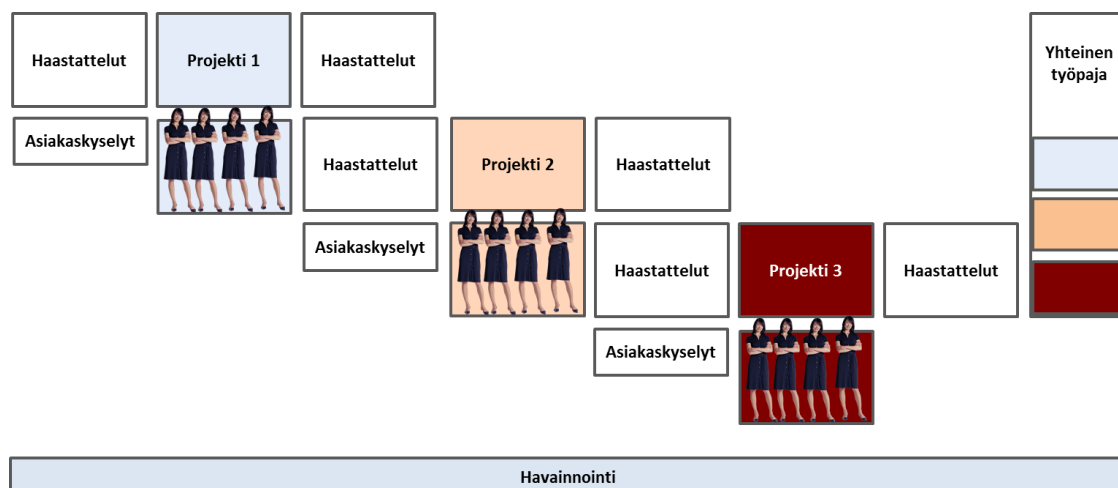 Haastattelut
Projekti 1
Haastattelut
Yhteinen
työpaja
Asiakaskyselyt
Haastattelut
Projekti 2
Haastattelut
Asiakaskyselyt
Haastattelut
Projekti 3
Haastattelut
Asiakaskyselyt
Havainnointi